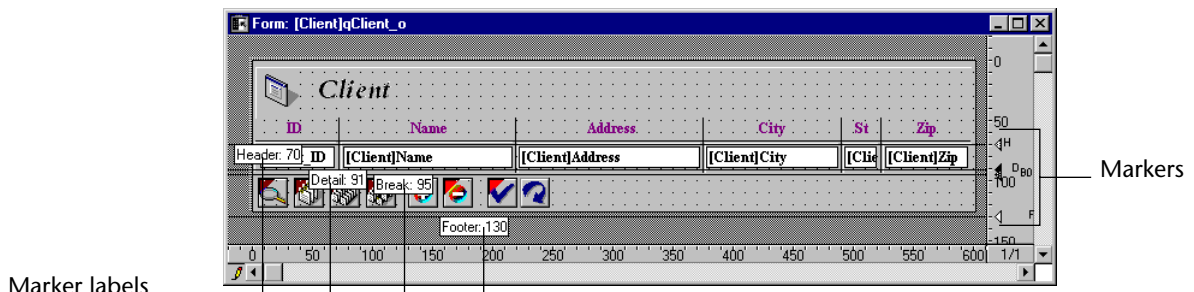 Form: [Client]qClient_o
Client
ID Name Address City St Zip
Header: 70 _ID [Client]Name [Client]Address [Client]City [Clie [Client]Zip
Detail: 91 Break: 95
Footer: 130
0
50
H
D B0
100
F
150
Markers
0 50 100 150 200 250 300 350 400 450 500 550 600 1/1
Marker labels